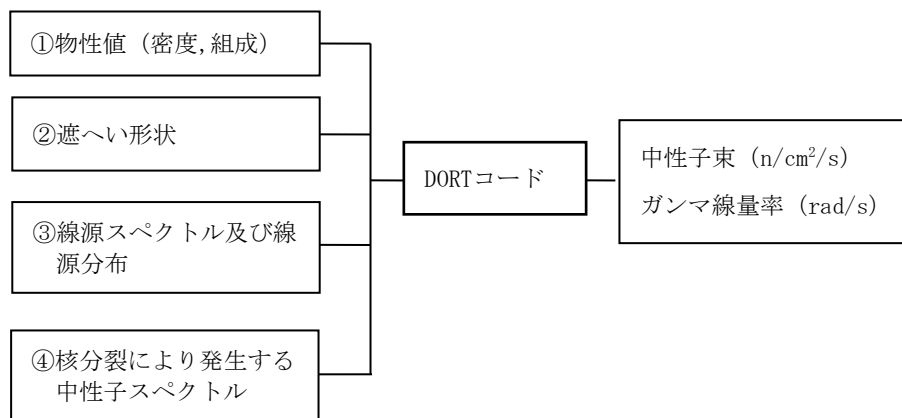 ①物性値（密度,組成）
②遮へい形状
③線源スペクトル及び線
源分布
④核分裂により発生する
中性子スペクトル
DORTコード
中性子束（n/cm²/s）
ガンマ線量率（rad/s）